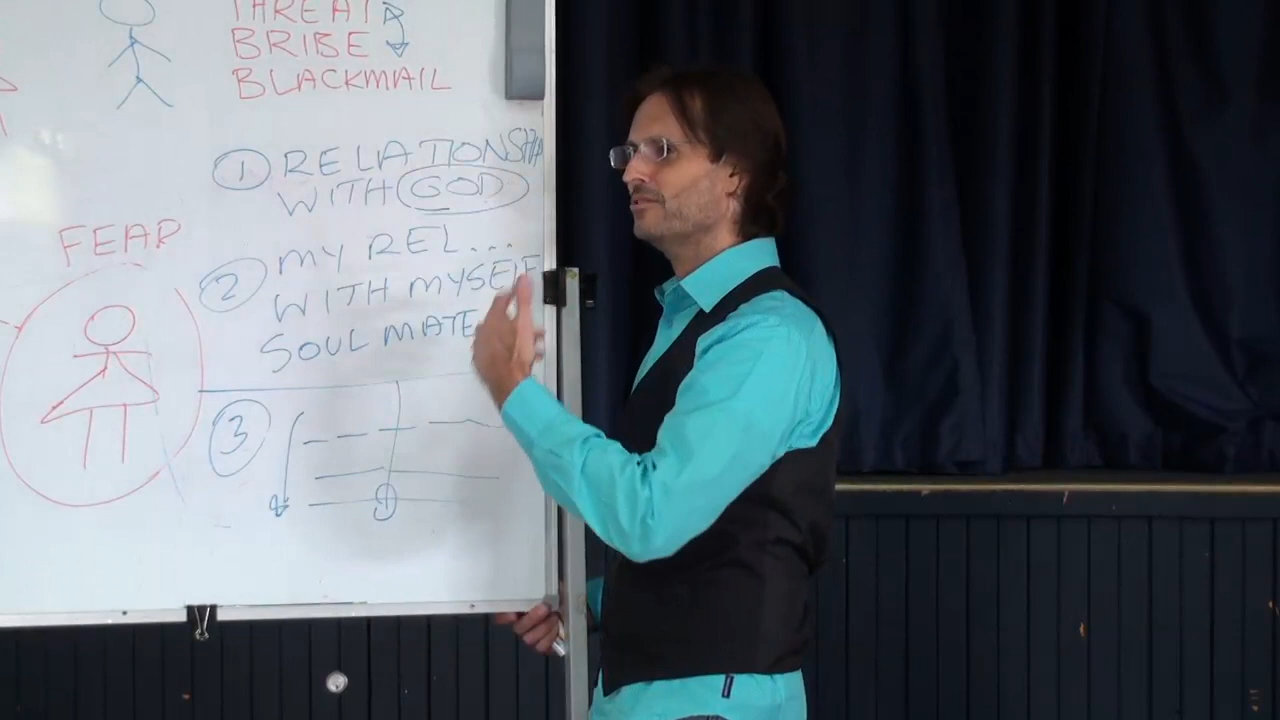 THREAT
BRIBE
BLACKMAIL
① RELATIONSHIP
WITH GOD
FEAR
② MY REL...
WITH MYSELF
SOUL MATE
③